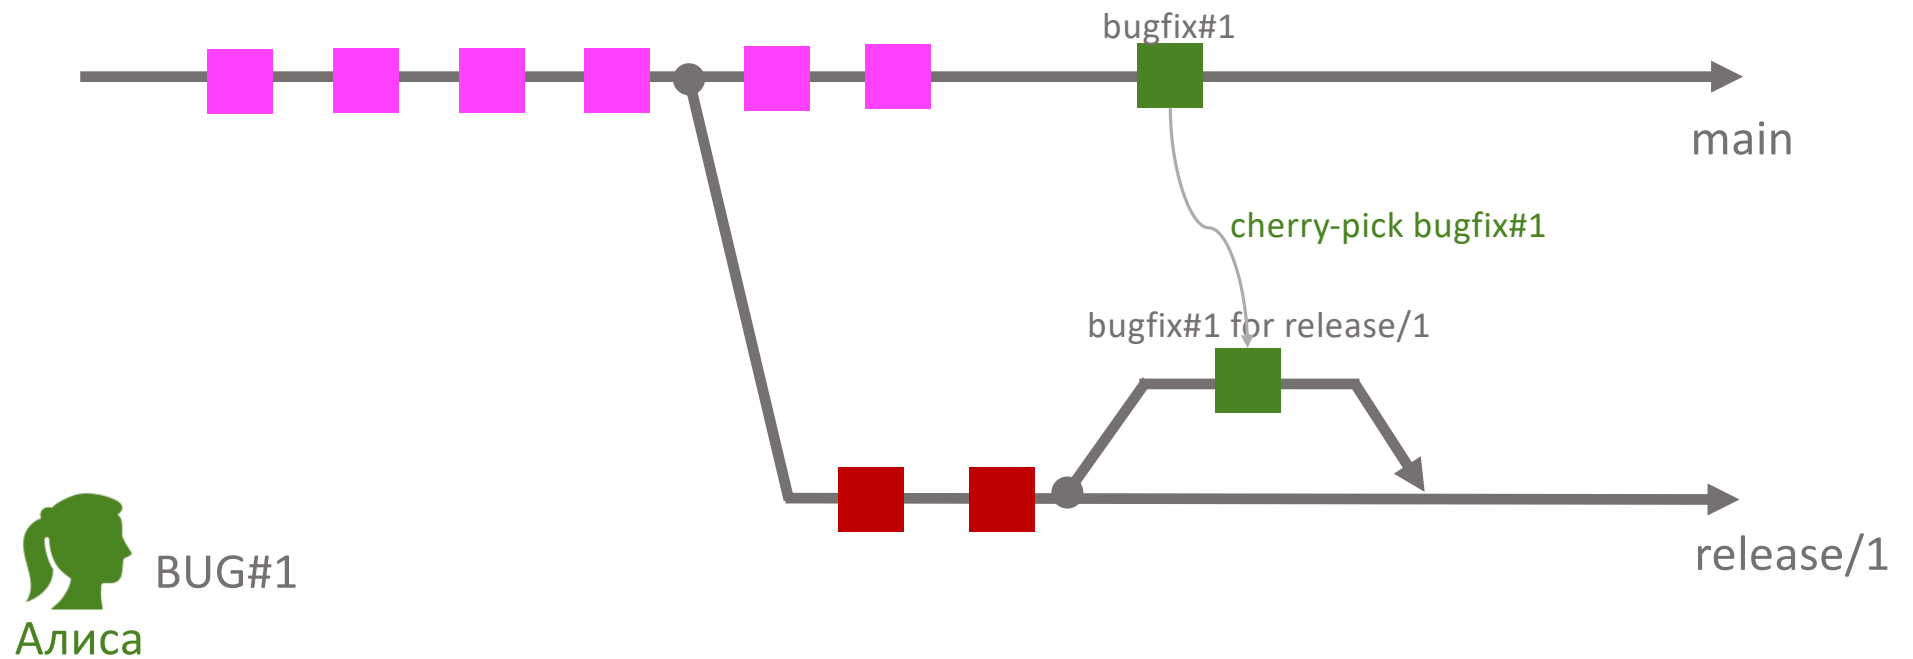 bugfix#1
main
cherry-pick bugfix#1
bugfix#1 for release/1
release/1
BUG#1
Алиса